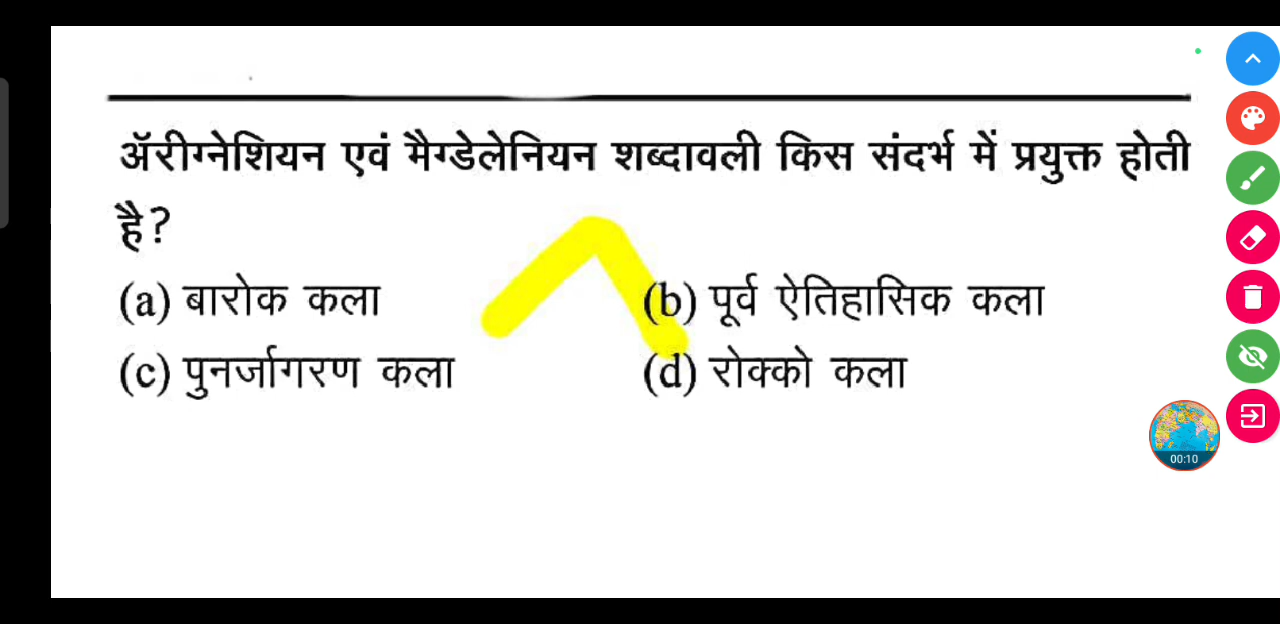 ऑरीग्नेशियन एवं मैग्डेलेनियन शब्दावली किस संदर्भ में प्रयुक्त होती
है?
(a) बारोक कला (b) पूर्व ऐतिहासिक कला
(c) पुनर्जागरण कला (d) रोक्को कला
00:10